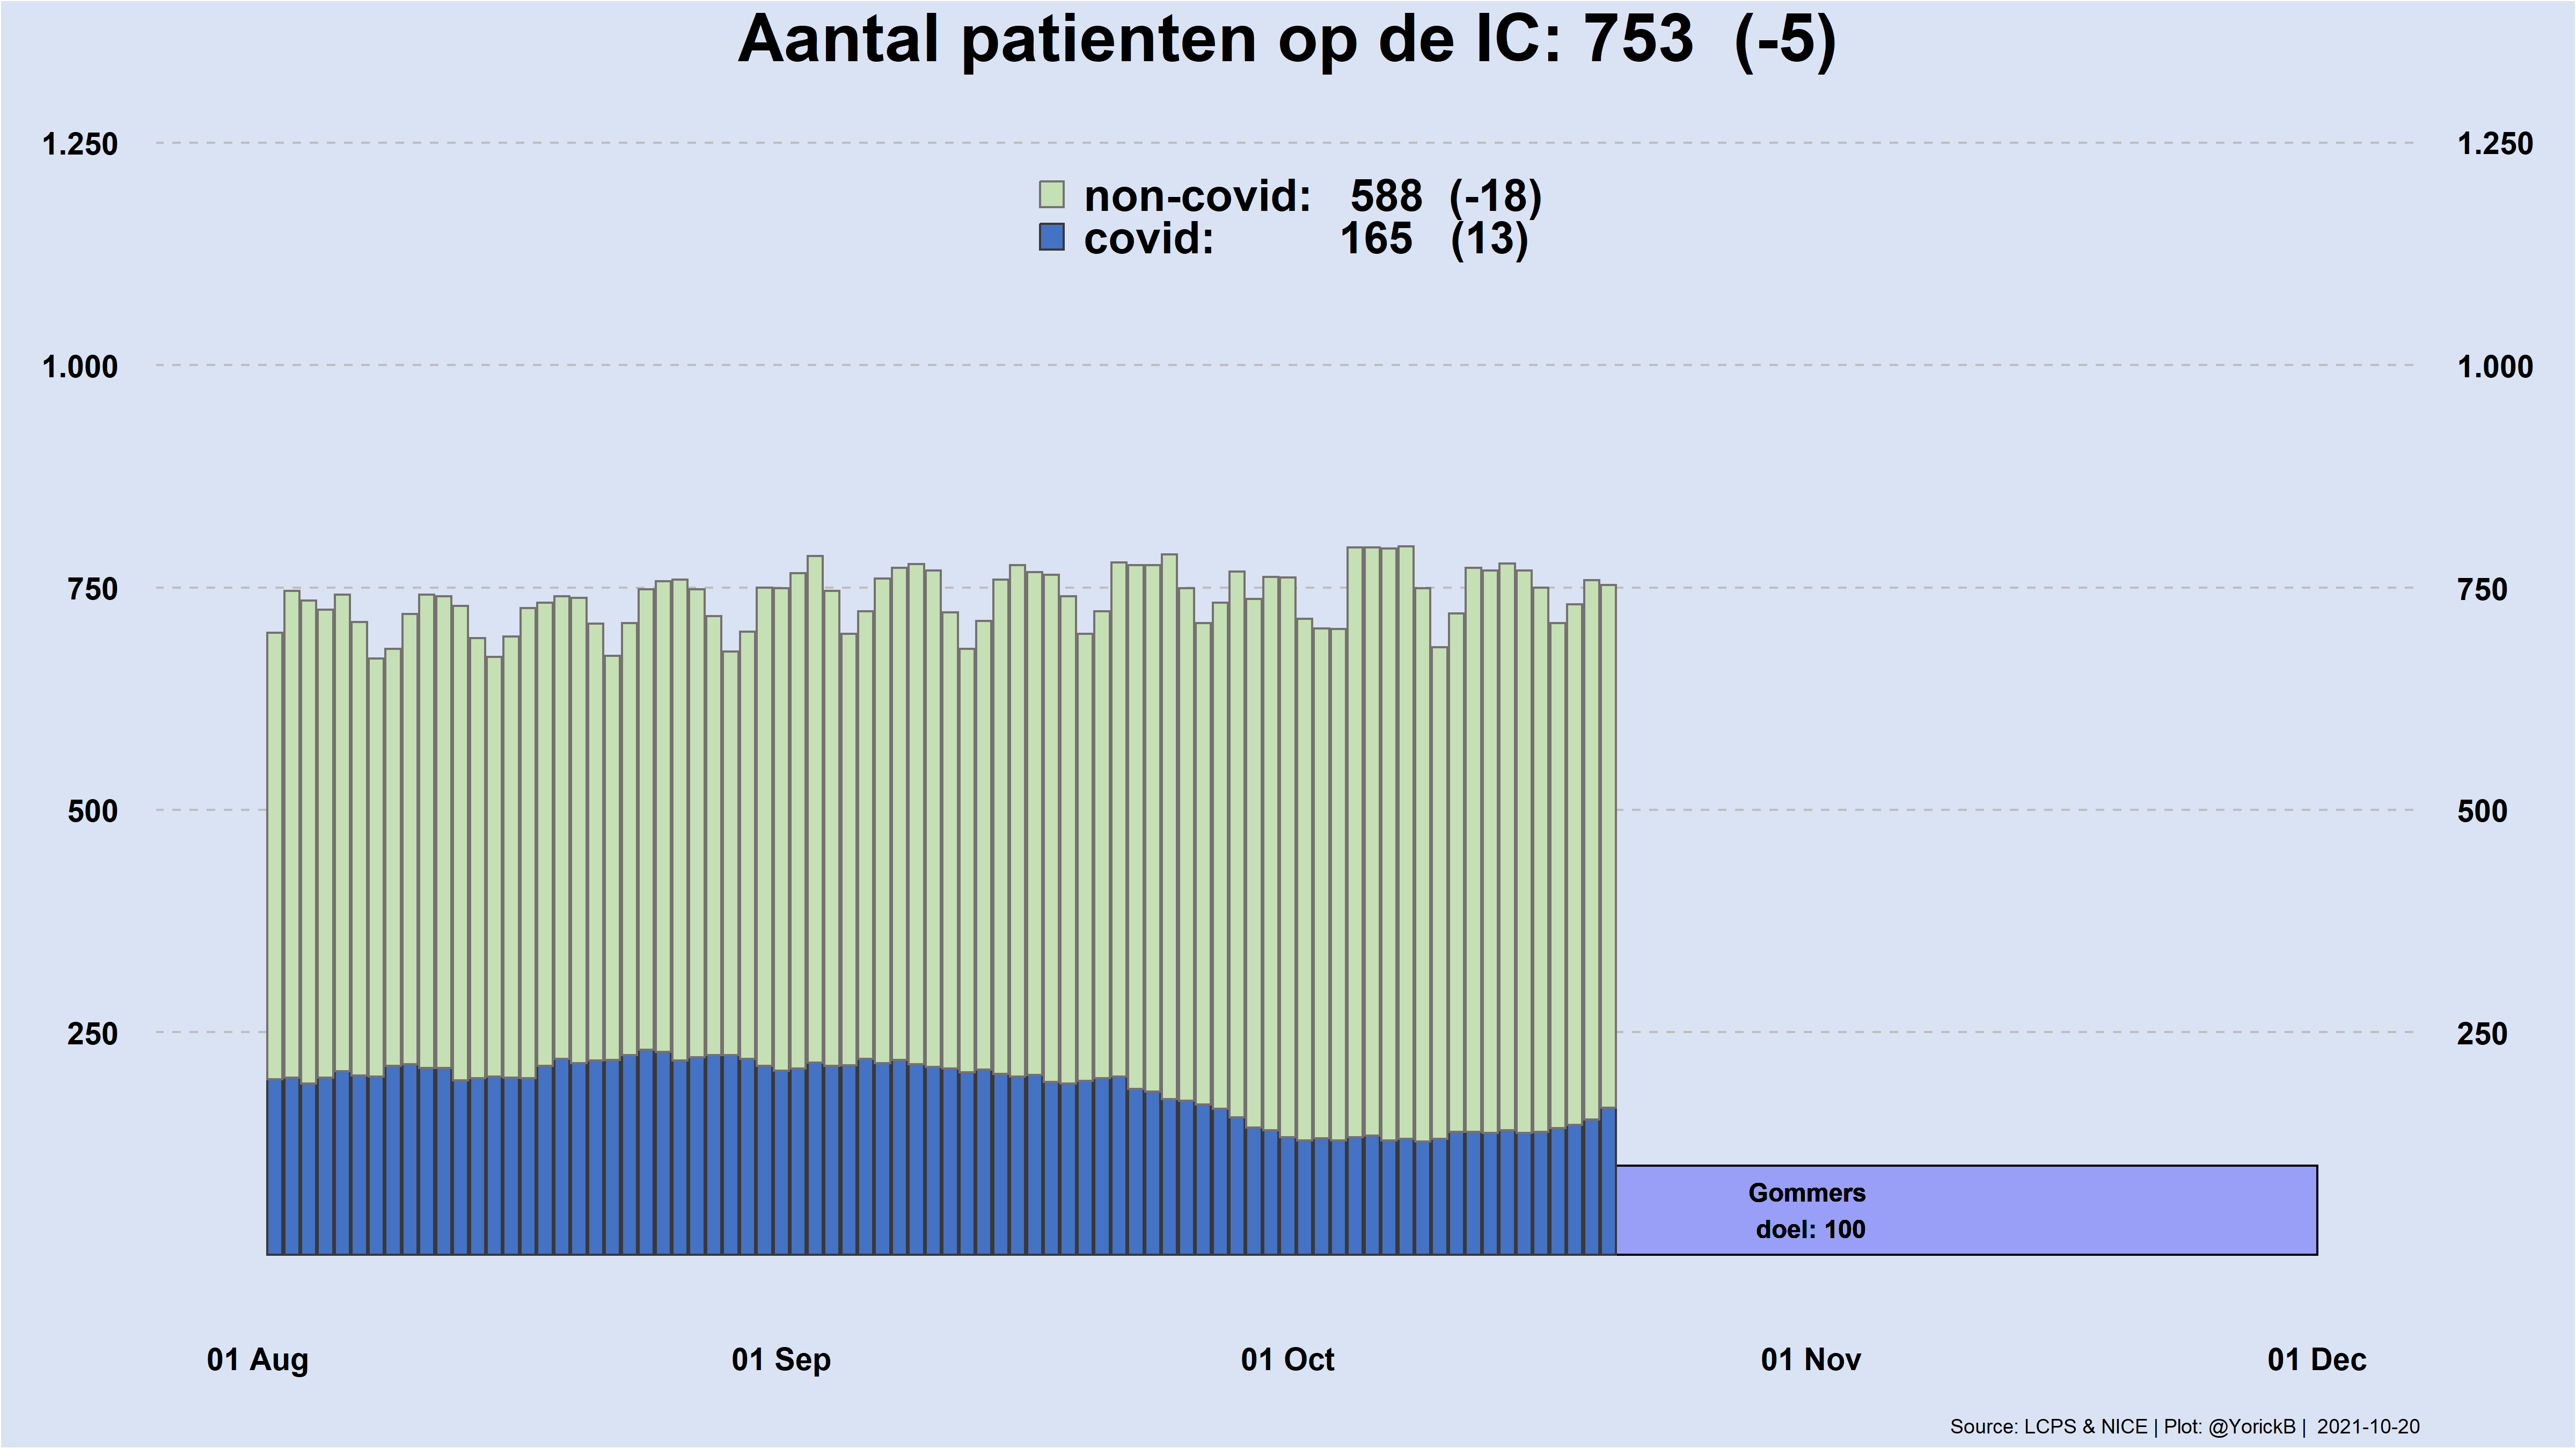 Aantal patienten op de IC: 753 (-5)
1.250 1.250
non-covid: 588 (-18)
covid: 165 (13)
1.000 1.000
750 750
500 500
250 250
Gommers
doel: 100
01 Aug 01 Sep 01 Oct 01 Nov 01 Dec
Source: LCPS & NICE | Plot: @YorickB | 2021-10-20